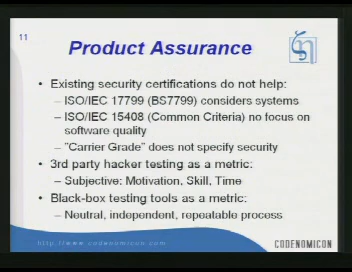 11
Product Assurance
• Existing security certifications do not help:
– ISO/IEC 17799 (BS7799) considers systems
– ISO/IEC 15408 (Common Criteria) no focus on
software quality
– "Carrier Grade" does not specify security
• 3rd party hacker testing as a metric:
– Subjective: Motivation, Skill, Time
• Black-box testing tools as a metric:
– Neutral, independent, repeatable process
http://www.codenomicon.com
CODENOMICON